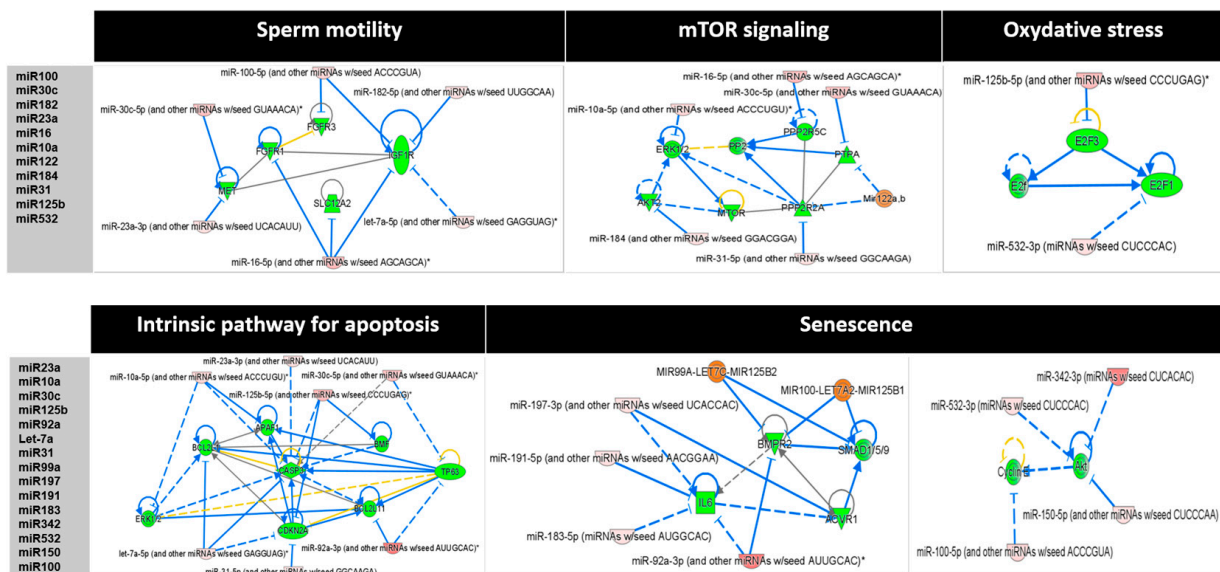 Sperm motility
mTOR signaling
Oxydative stress
miR100
miR30c
miR182
miR23a
miR16
miR10a
miR122
miR184
miR31
miR125b
miR532
miR-100-5p (and other miRNAs w/seed ACCCGUA)
miR-182-5p (and other miRNAs w/seed UUGGCAA)
miR-30c-5p (and other miRNAs w/seed GUAAACA)*
FGFR3
FGFR1
IGF1R
MET
SLC12A2
miR-23a-3p (and other miRNAs w/seed UCACAUU)
let-7a-5p (and other miRNAs w/seed GAGGUAG)*
miR-16-5p (and other miRNAs w/seed AGCAGCA)*
miR-16-5p (and other miRNAs w/seed AGCAGCA)*
miR-30c-5p (and other miRNAs w/seed GUAAACA)
miR-10a-5p (and other miRNAs w/seed ACCCUGU)*
PPP2R5C
ERK1/2
PTPA
AKT2
MTOR
PPP2R2A
Mir122a,b
miR-184 (and other miRNAs w/seed GGACGGA)
miR-31-5p (and other miRNAs w/seed GGCAAGA)
miR-125b-5p (and other miRNAs w/seed CCCUGAG)*
E2F3
E2f
E2F1
miR-532-3p (miRNAs w/seed CUCCCAC)
Intrinsic pathway for apoptosis
Senescence
miR23a
miR10a
miR30c
miR125b
miR92a
Let-7a
miR31
miR99a
miR197
miR191
miR183
miR342
miR532
miR150
miR100
miR-23a-3p (and other miRNAs w/seed UCACAUU)
miR-10a-5p (and other miRNAs w/seed ACCCUGU)*
miR-30c-5p (and other miRNAs w/seed GUAAACA)*
miR-125b-5p (and other miRNAs w/seed CCCUGAG)*
APAF1
BMF
CASP3
TP53
BCL2L11
ERK1/2
CDKN2A
let-7a-5p (and other miRNAs w/seed GAGGUAG)*
miR-92a-3p (and other miRNAs w/seed AUUGCAC)*
miR-31-5p (and other miRNAs w/seed GGCAAGA)
MIR99A-LET7C-MIR125B2
MIR100-LET7A2-MIR125B1
miR-197-3p (and other miRNAs w/seed UCACCAC)
BMPR2
SMAD1/5/9
miR-191-5p (and other miRNAs w/seed AACGGAA)
IL6
ACVR1
miR-183-5p (miRNAs w/seed AUGGCAC)
miR-92a-3p (and other miRNAs w/seed AUUGCAC)*
miR-342-3p (miRNAs w/seed CUCACAC)
miR-532-3p (miRNAs w/seed CUCCCAC)
Cyclin E
Akt
miR-150-5p (and other miRNAs w/seed CUCCCAA)
miR-100-5p (and other miRNAs w/seed ACCCGUA)